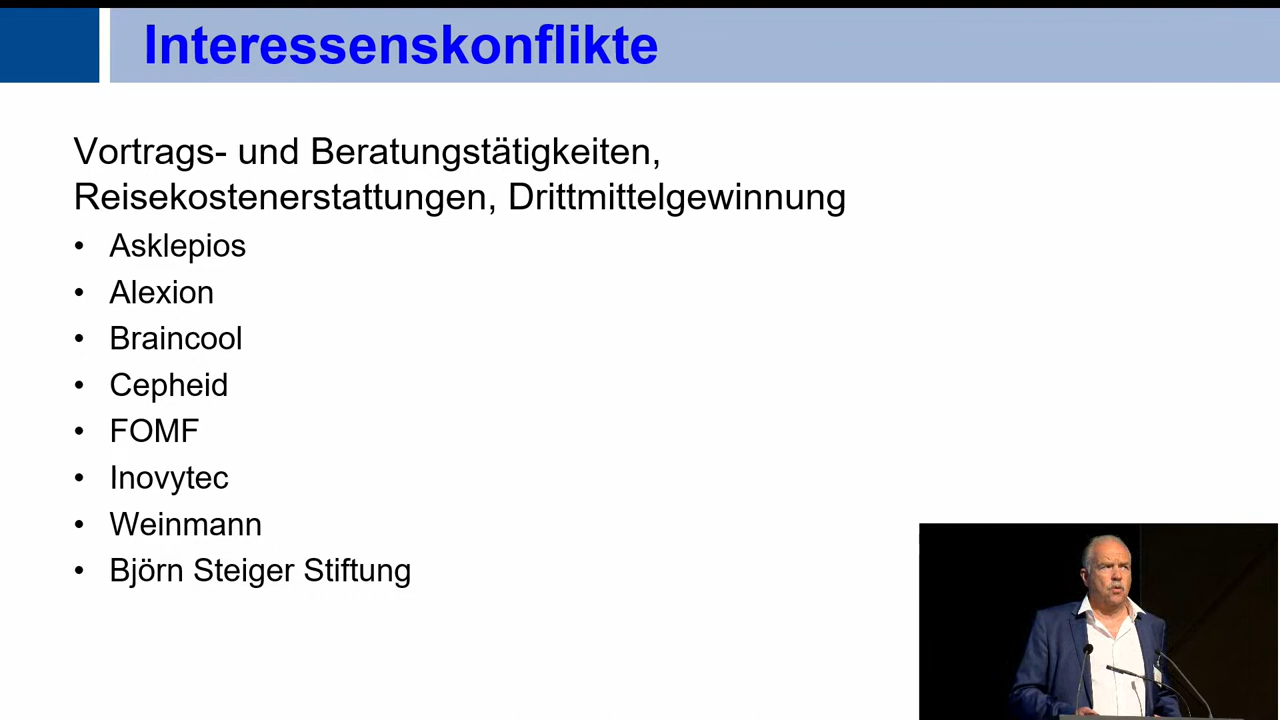 Interessenskonflikte
Vortrags- und Beratungstätigkeiten,
Reisekostenerstattungen, Drittmittelgewinnung
• Asklepios
• Alexion
• Braincool
• Cepheid
• FOMF
• Inovytec
• Weinmann
• Björn Steiger Stiftung